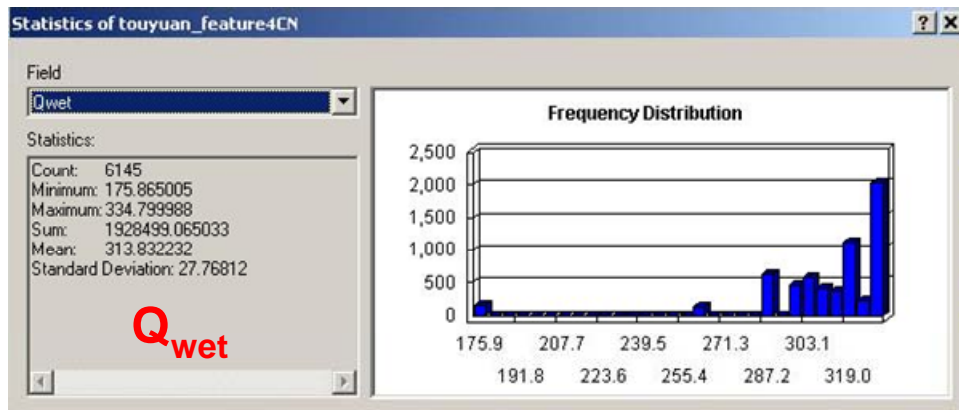 Statistics of touyuan_feature4CN
Field
Qwet
Statistics:
Count: 6145
Minimum: 175.865005
Maximum: 334.799988
Sum: 1928499.065033
Mean: 313.832232
Standard Deviation: 27.76812
Qwet
Frequency Distribution
2,500
2,000
1,500
1,000
500
0
175.9 207.7 239.5 271.3 303.1
191.8 223.6 255.4 287.2 319.0